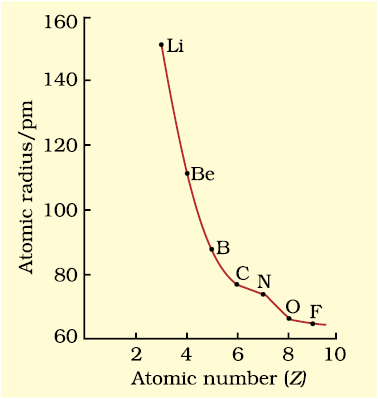 160
140
120
100
80
60
Atomic radius/pm
Li
Be
B
C
N
O
F
2 4 6 8 10
Atomic number (Z)